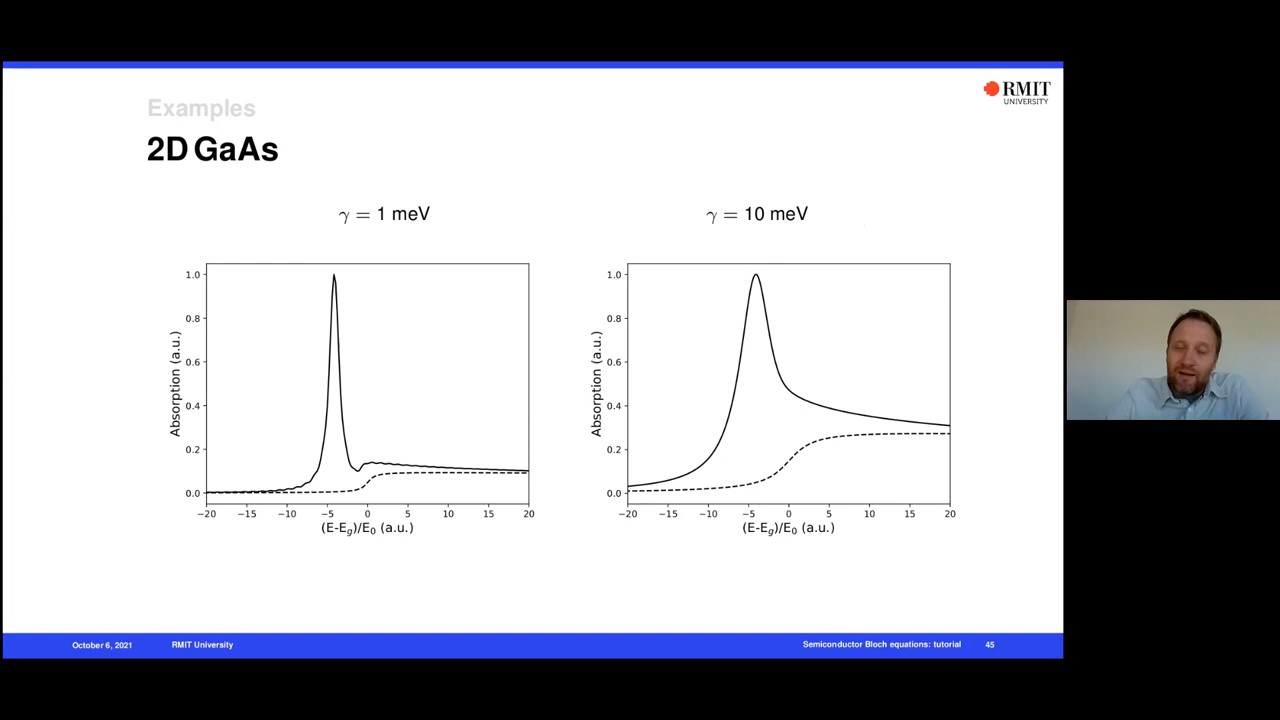 RMIT
UNIVERSITY
Examples
2D GaAs
γ = 1 meV
γ = 10 meV
1.0
0.8
0.6
0.4
0.2
0.0
Absorption (a.u.)
−20 −15 −10 −5 0 5 10 15 20
(E-Eg)/E0 (a.u.)
1.0
0.8
0.6
0.4
0.2
0.0
Absorption (a.u.)
−20 −15 −10 −5 0 5 10 15 20
(E-Eg)/E0 (a.u.)
October 6, 2021 RMIT University Semiconductor Bloch equations: tutorial 45